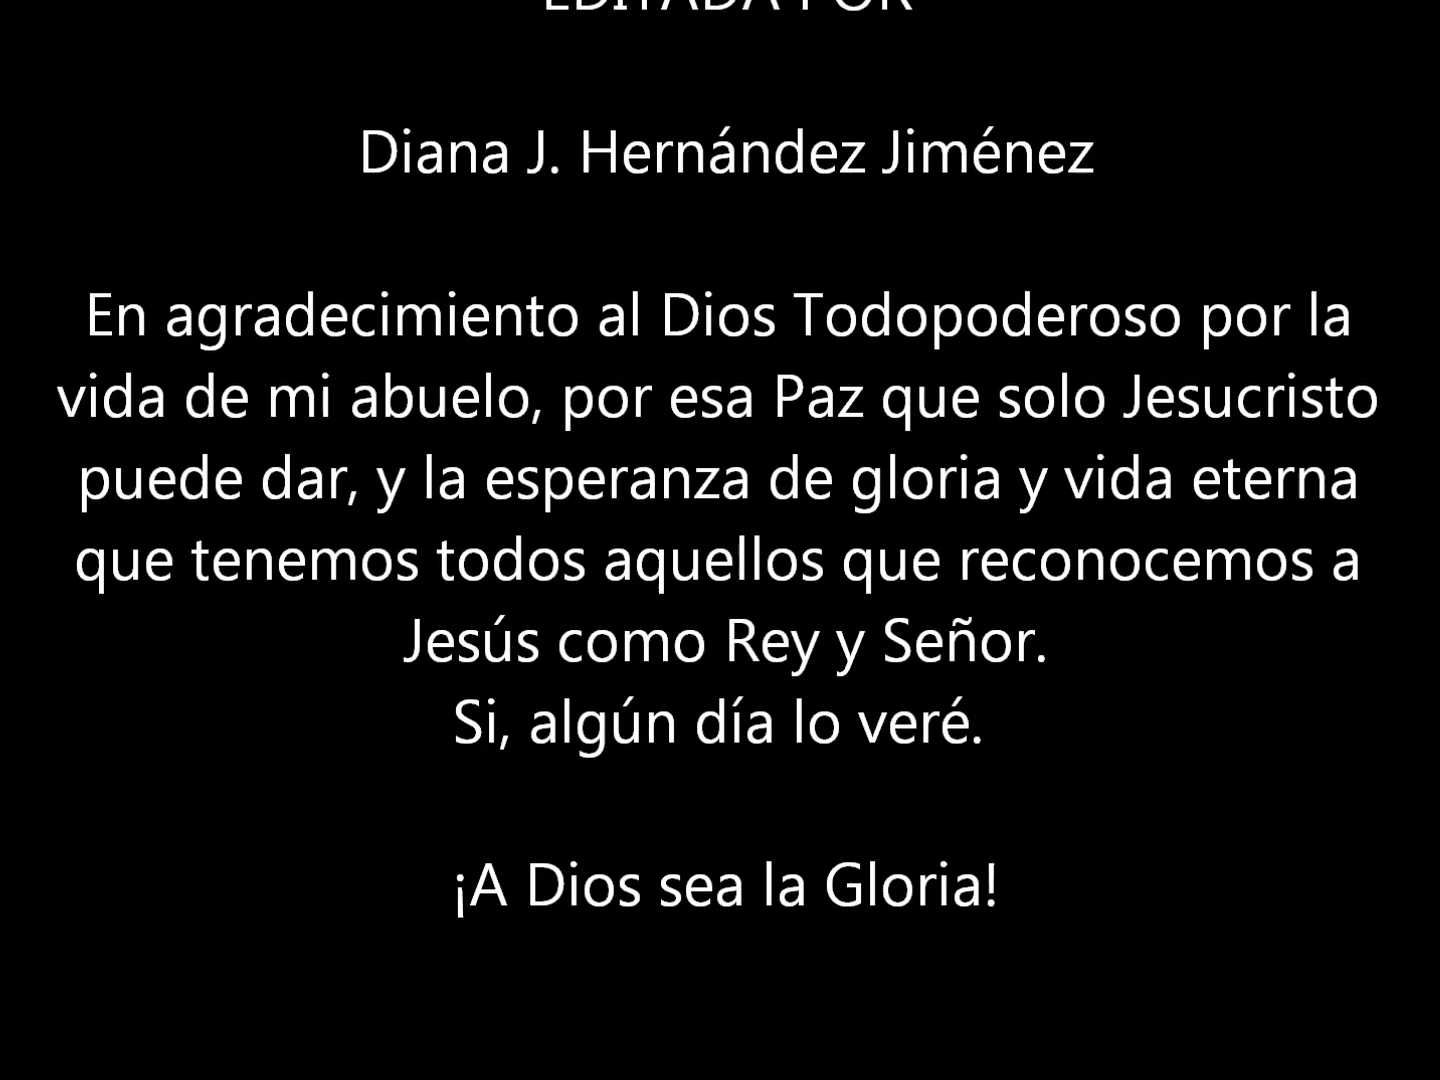 EDITADA POR
Diana J. Hernández Jiménez
En agradecimiento al Dios Todopoderoso por la
vida de mi abuelo, por esa Paz que solo Jesucristo
puede dar, y la esperanza de gloria y vida eterna
que tenemos todos aquellos que reconocemos a
Jesús como Rey y Señor.
Si, algún día lo veré.
¡A Dios sea la Gloria!